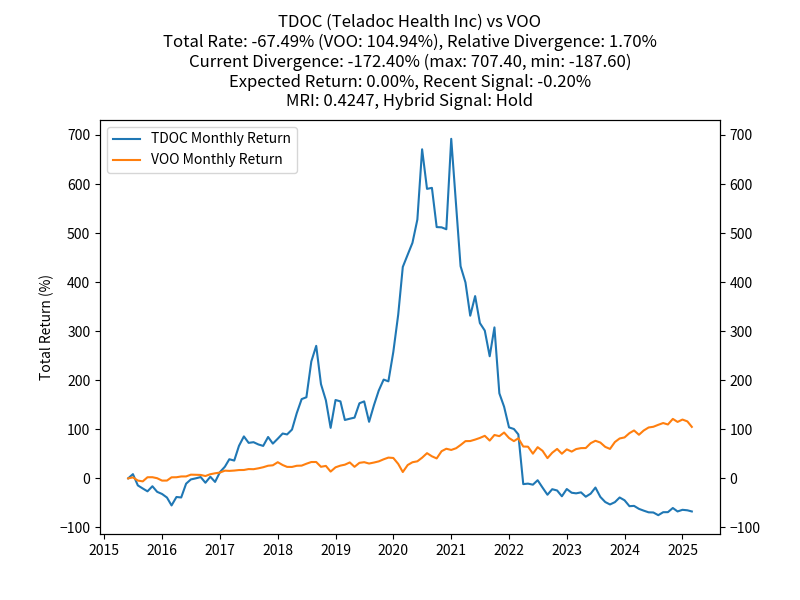 TDOC (Teladoc Health Inc) vs VOO
Total Rate: -67.49% (VOO: 104.94%), Relative Divergence: 1.70%
Current Divergence: -172.40% (max: 707.40, min: -187.60)
Expected Return: 0.00%, Recent Signal: -0.20%
MRI: 0.4247, Hybrid Signal: Hold
TDOC Monthly Return
VOO Monthly Return
Total Return (%)
700
600
500
400
300
200
100
0
−100
700
600
500
400
300
200
100
0
−100
2015 2016 2017 2018 2019 2020 2021 2022 2023 2024 2025